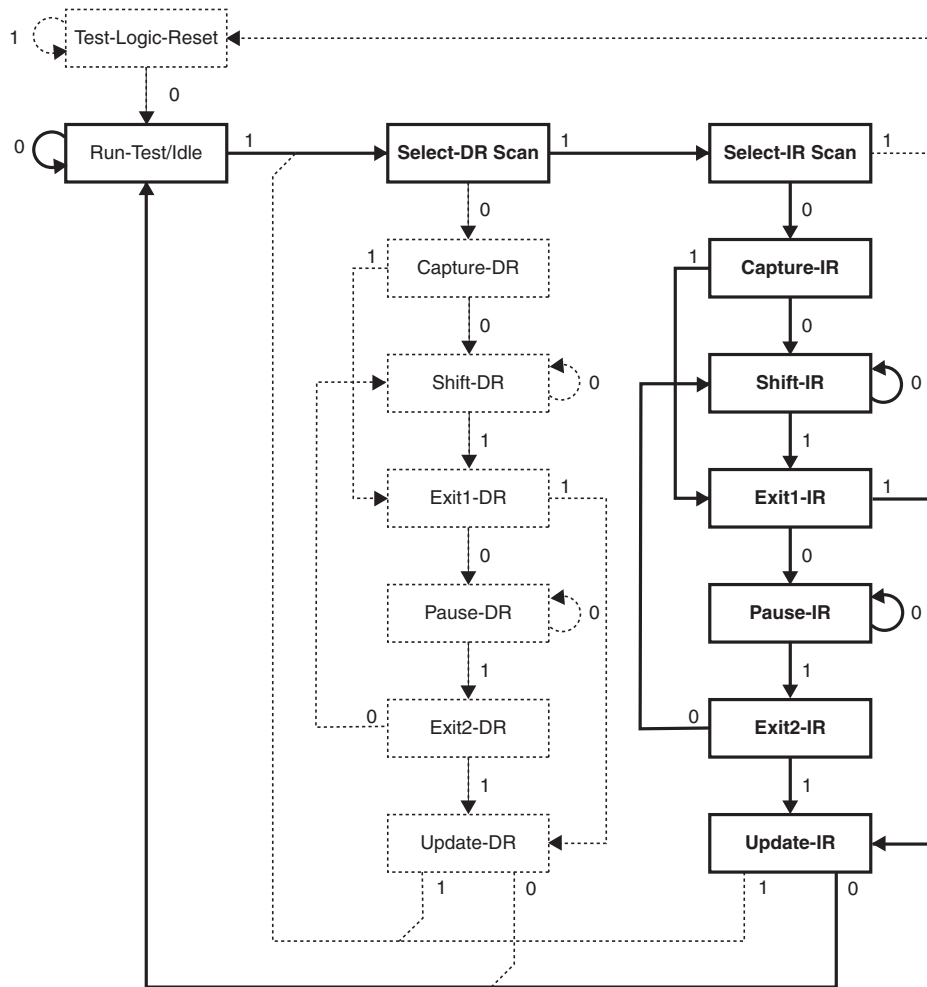 Test-Logic-Reset
1
0
0
Run-Test/Idle
1
Select-DR Scan
1
Select-IR Scan
1
0
0
1
Capture-DR
1
Capture-IR
0
0
Shift-DR
0
Shift-IR
0
1
1
Exit1-DR
1
Exit1-IR
1
0
0
Pause-DR
0
Pause-IR
0
1
1
0
Exit2-DR
0
Exit2-IR
1
1
Update-DR
Update-IR
1
0
1
0